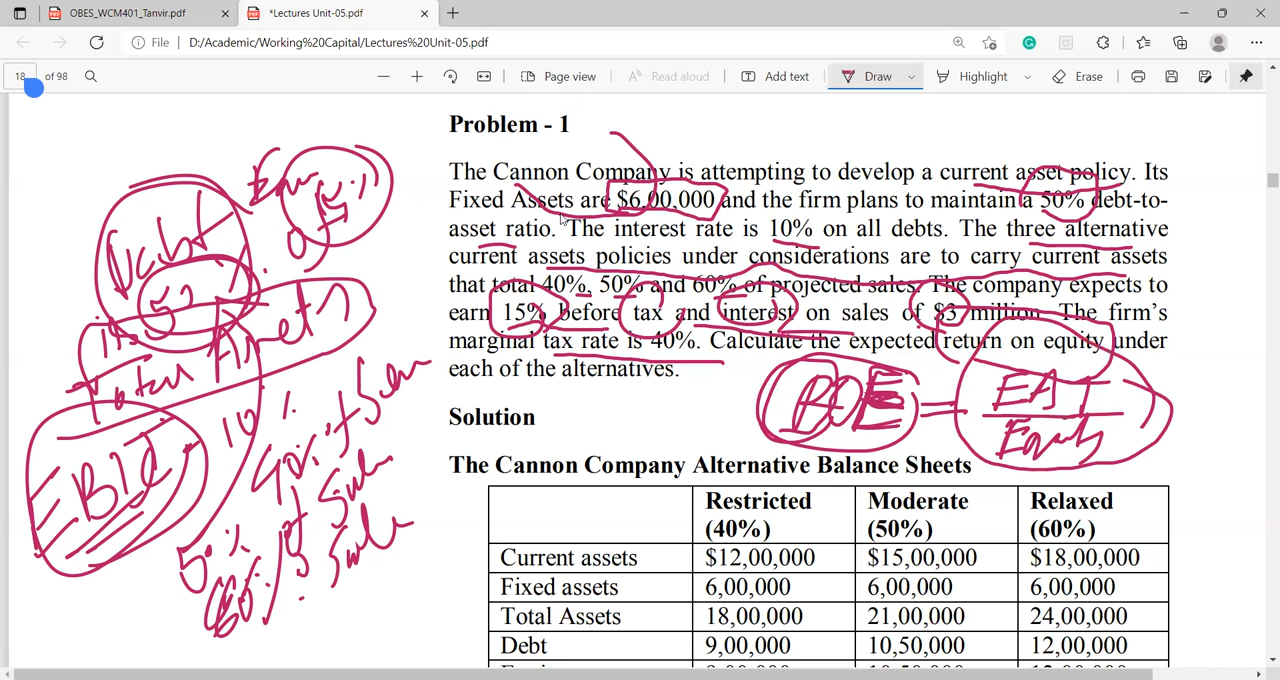 OBES_WCM401_Tanvir.pdf
*Lectures Unit-05.pdf
File
D:/Academic/Working%20Capital/Lectures%20Unit-05.pdf
18 of 98
Page view
Read aloud
Add text
Draw
Highlight
Erase
Problem - 1
The Cannon Company is attempting to develop a current asset policy. Its
Fixed Assets are $6,00,000 and the firm plans to maintain a 50% debt-to-
asset ratio. The interest rate is 10% on all debts. The three alternative
current assets policies under considerations are to carry current assets
that total 40%, 50% and 60% of projected sales. The company expects to
earn 15% before tax and interest on sales of $3 million. The firm's
marginal tax rate is 40%. Calculate the expected return on equity under
each of the alternatives.
ROE = EAT
Equity
Solution
The Cannon Company Alternative Balance Sheets
Restricted (40%) Moderate (50%) Relaxed (60%)
Current assets $12,00,000 $15,00,000 $18,00,000
Fixed assets 6,00,000 6,00,000 6,00,000
Total Assets 18,00,000 21,00,000 24,00,000
Debt 9,00,000 10,50,000 12,00,000
Debt
Total Assets
10%
50%
60%